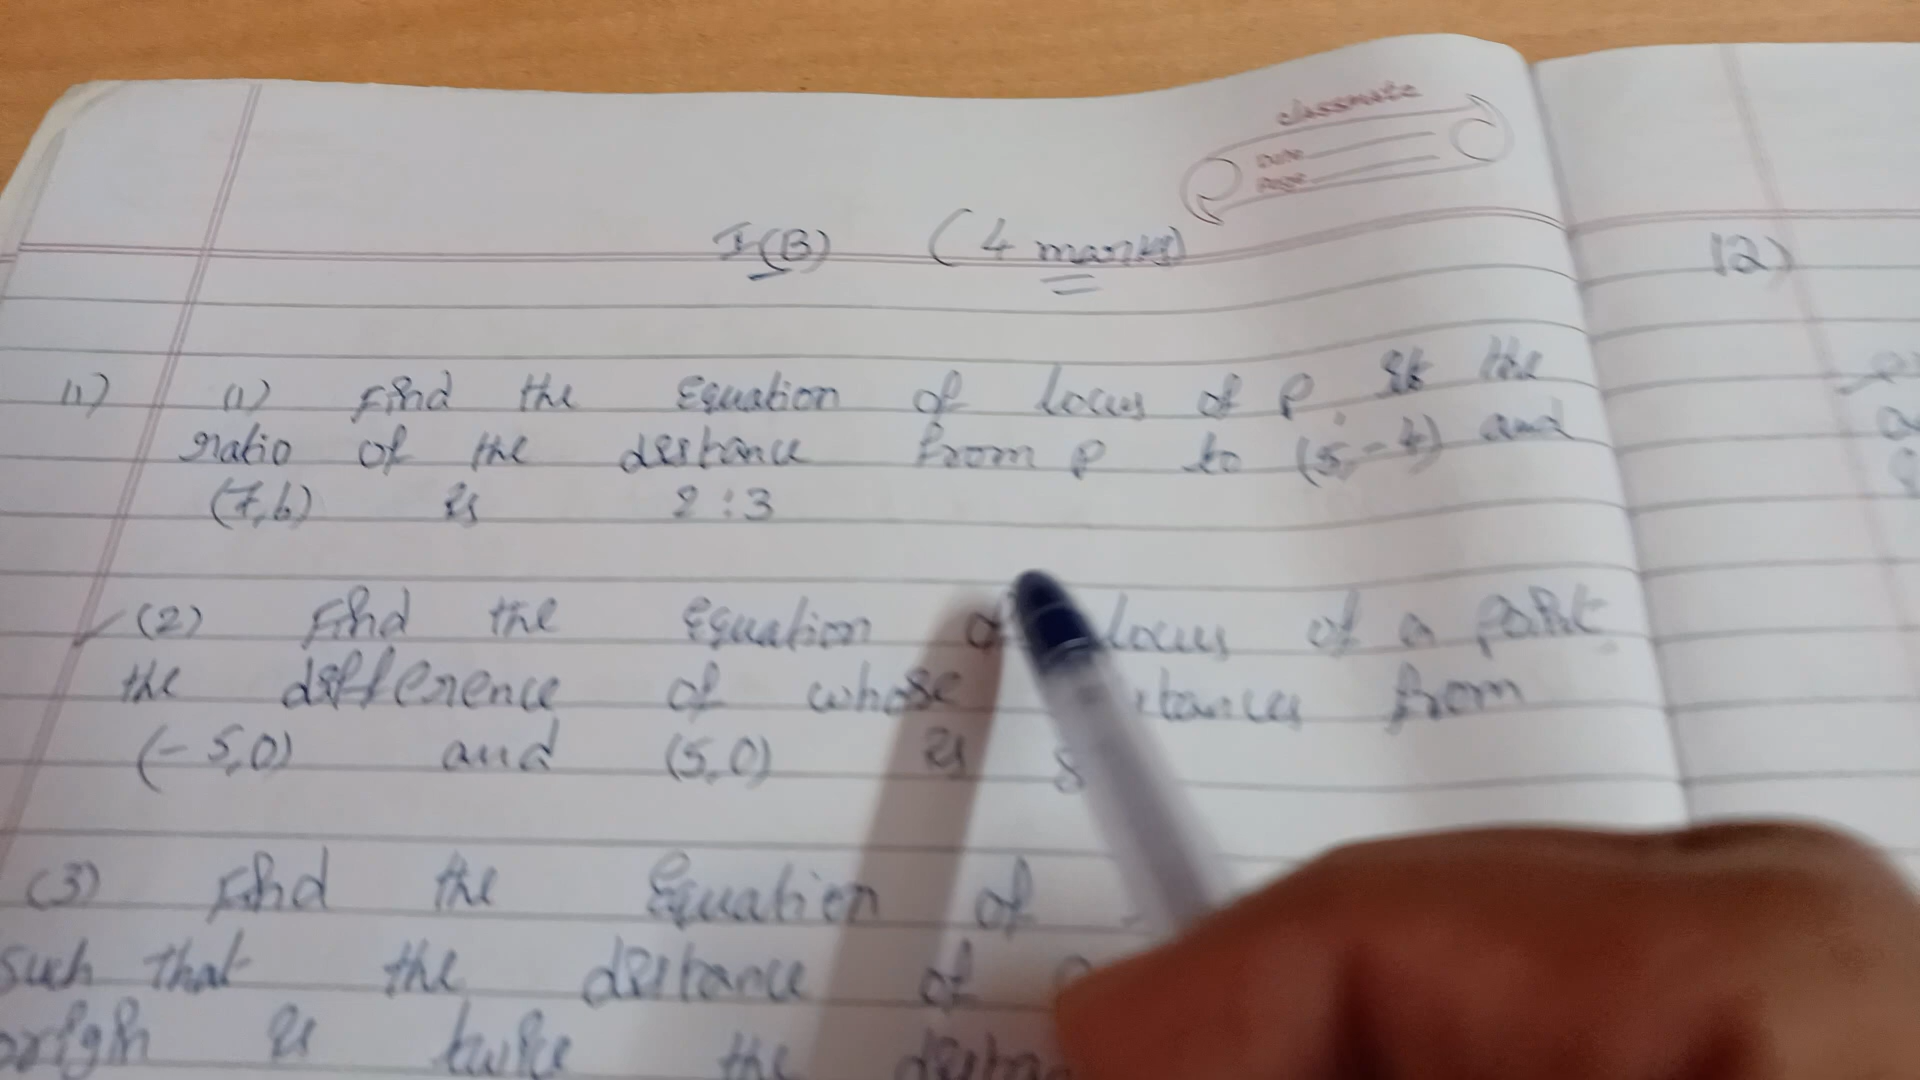 classmate
Date
Page
I(B) (4 marks)
11) (1) Find the Equation of locus of P, If the
ratio of the distance from P to (5,-4) and
(7,6) is 2:3
(2) Find the Equation of locus of a point
the difference of whose from
(-5,0) and (5,0) is 8
(3) Find the Equation of
such that the distance of
origin is twice the
12)